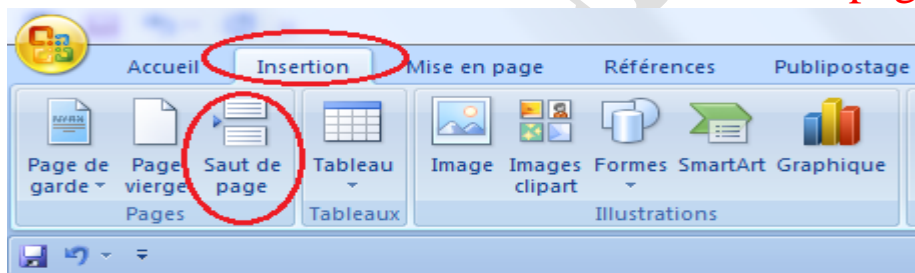 pag
Accueil Insertion Mise en page Références Publipostage
Page de garde Page vierge Saut de page Tableau Image Images clipart Formes SmartArt Graphique
Pages Tableaux Illustrations